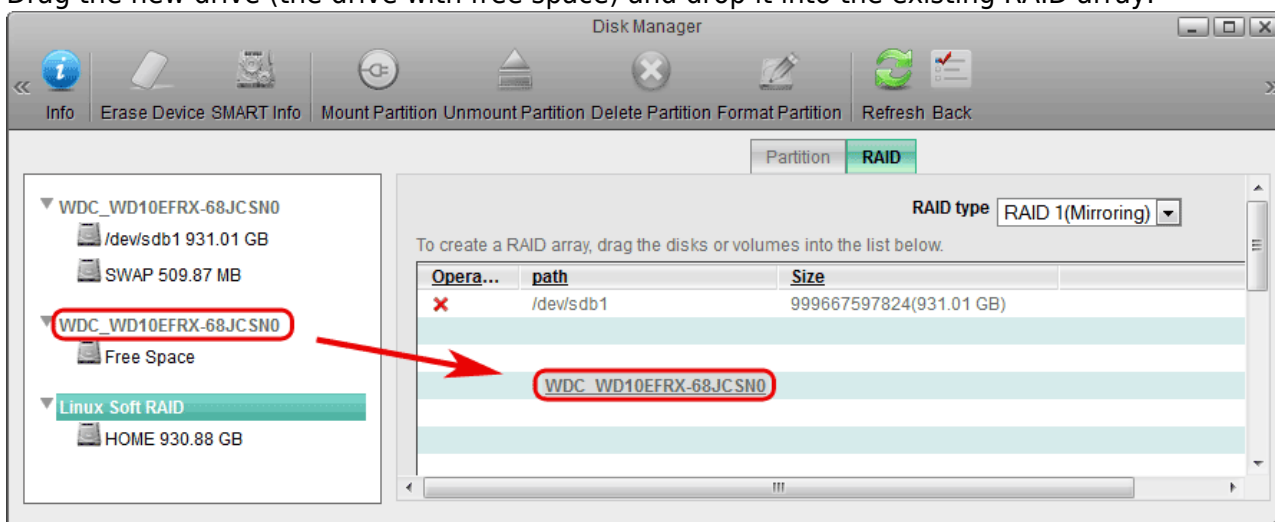 Drag the new drive (the drive with free space) and drop it into the existing RAID array.
Disk Manager
Info Erase Device SMART Info Mount Partition Unmount Partition Delete Partition Format Partition Refresh Back
Partition RAID
WDC_WD10EFRX-68JCSN0
/dev/sdb1 931.01 GB
SWAP 509.87 MB
WDC_WD10EFRX-68JCSN0
Free Space
Linux Soft RAID
HOME 930.88 GB
RAID type RAID 1(Mirroring)
To create a RAID array, drag the disks or volumes into the list below.
Opera... path Size
/dev/sdb1 999667597824(931.01 GB)
WDC_WD10EFRX-68JCSN0